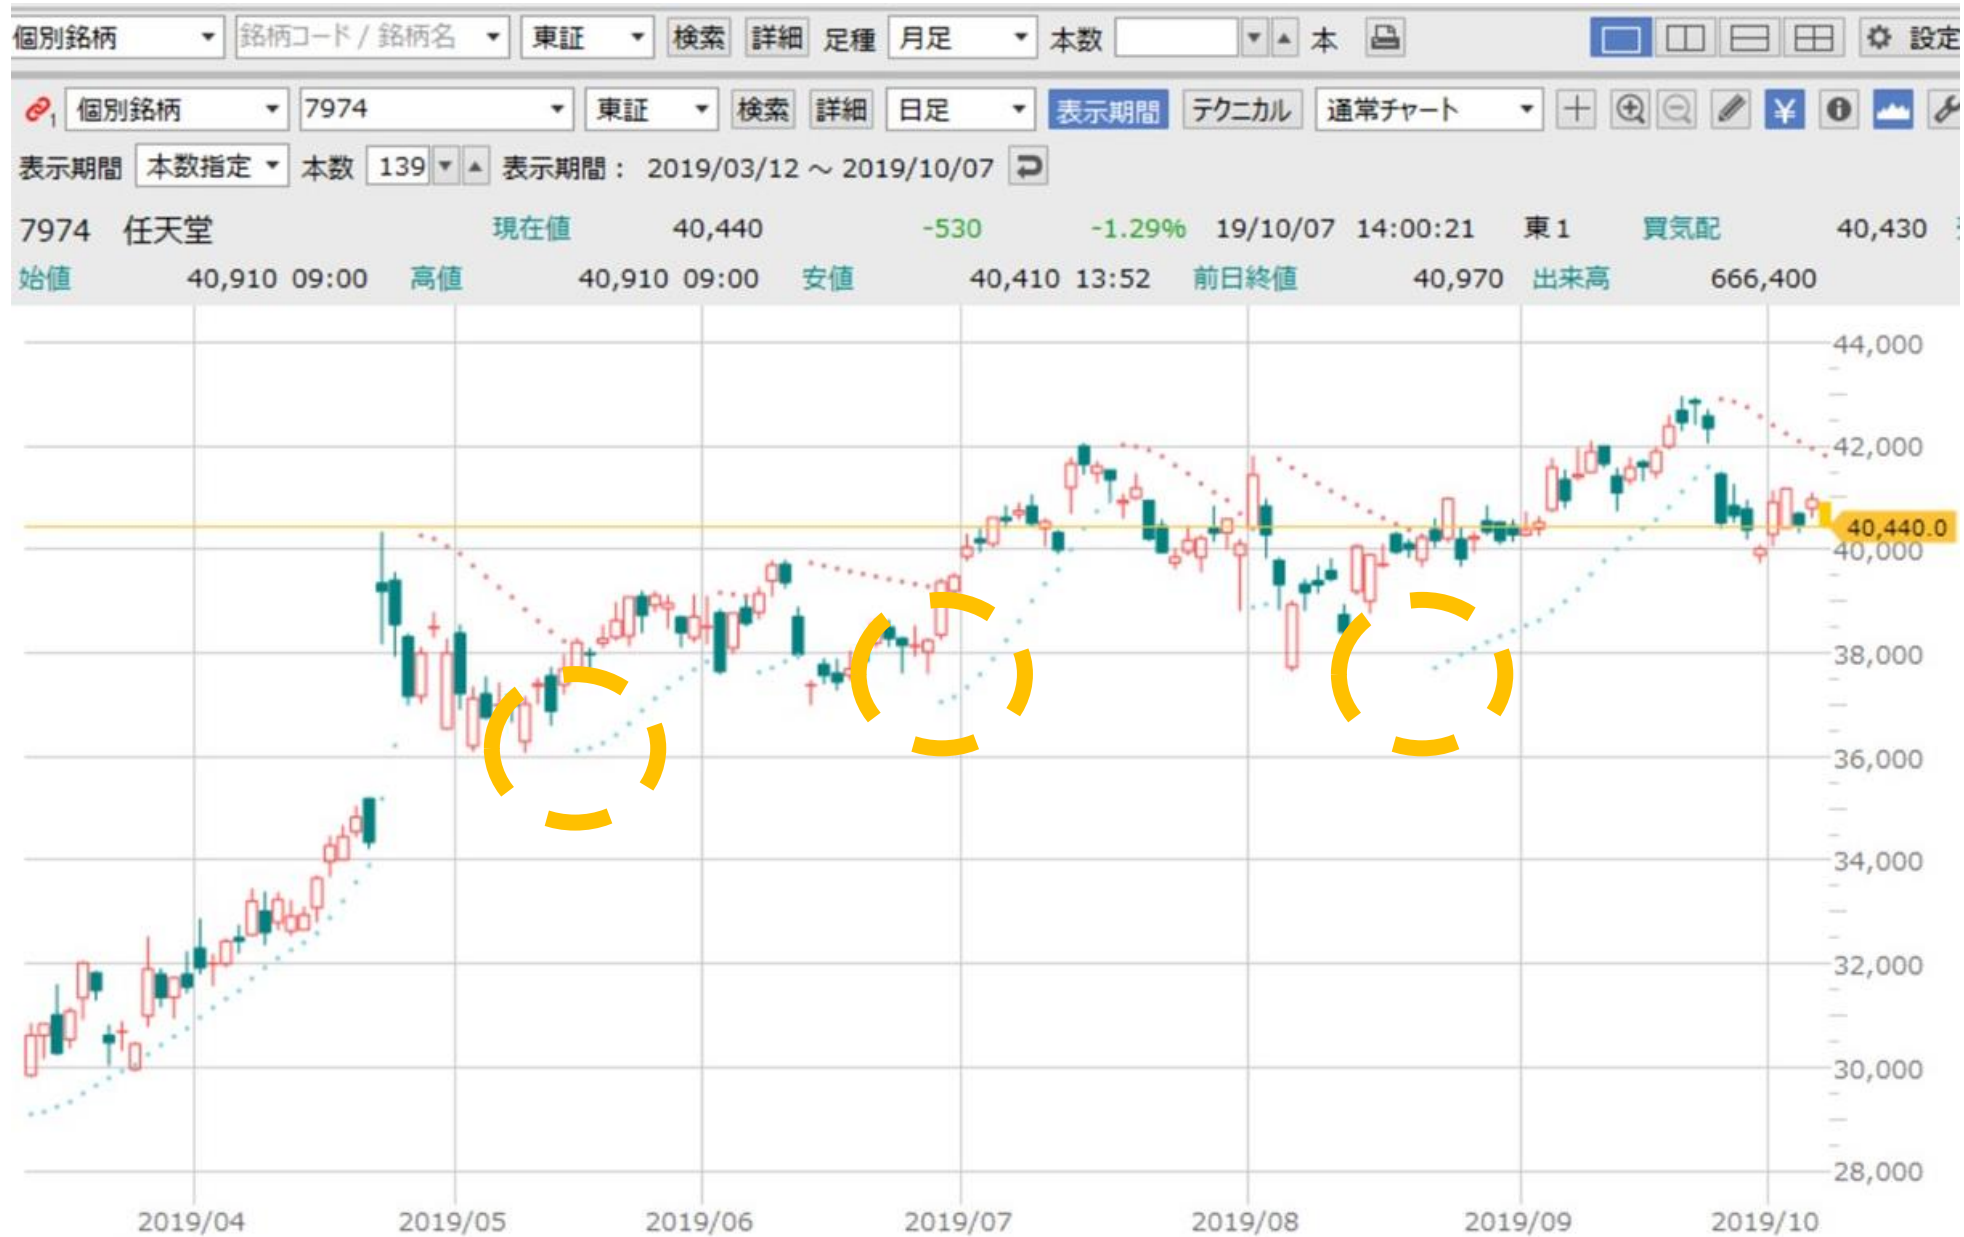 個別銘柄 銘柄コード / 銘柄名 東証 検索 詳細 足種 月足 本数 本 設定
1 個別銘柄 7974 東証 検索 詳細 日足 表示期間 テクニカル 通常チャート
表示期間 本数指定 本数 139 表示期間： 2019/03/12 ～ 2019/10/07
7974 任天堂 現在値 40,440 -530 -1.29% 19/10/07 14:00:21 東1 買気配 40,430
始値 40,910 09:00 高値 40,910 09:00 安値 40,410 13:52 前日終値 40,970 出来高 666,400
44,000
42,000
40,440.0
40,000
38,000
36,000
34,000
32,000
30,000
28,000
2019/04 2019/05 2019/06 2019/07 2019/08 2019/09 2019/10